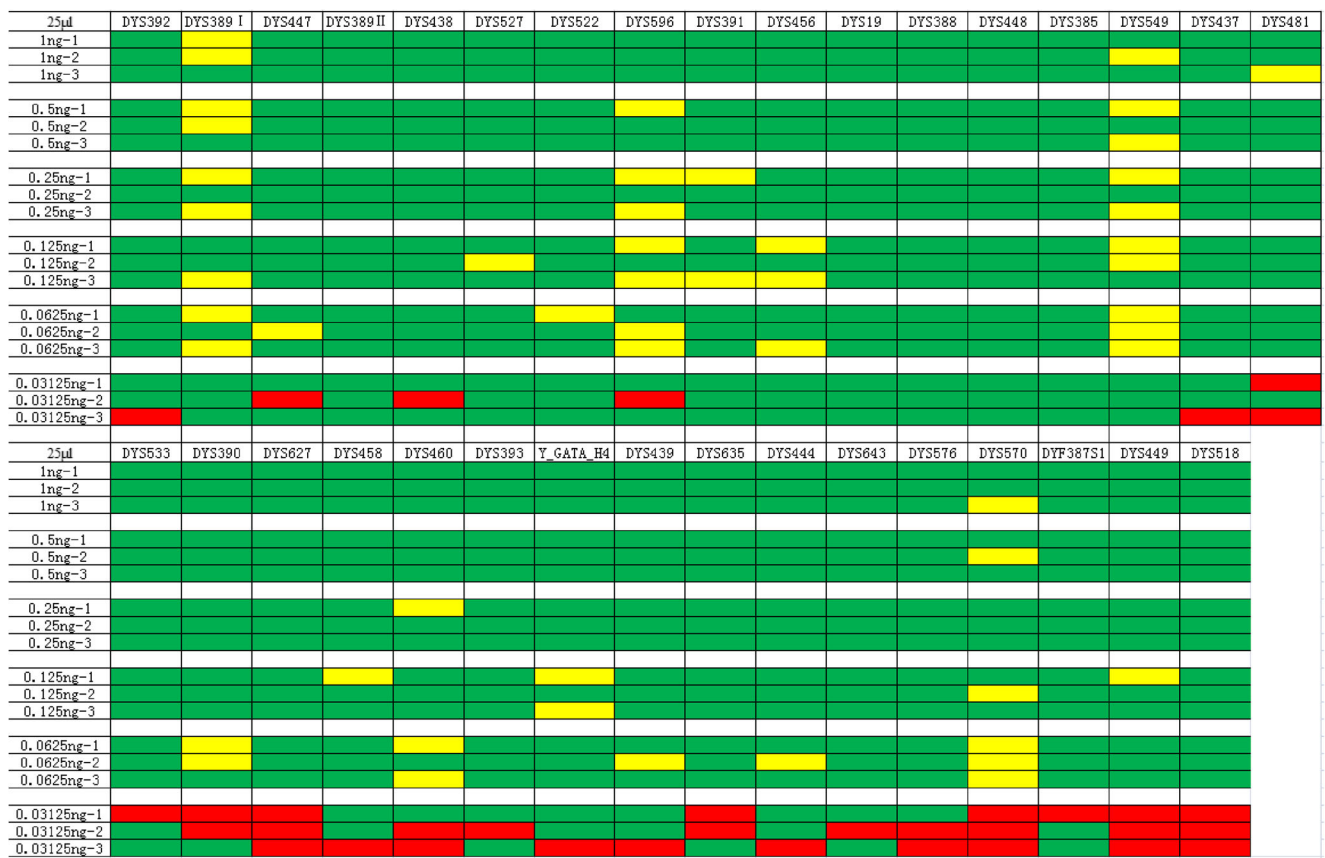 25μl DYS392 DYS389 I DYS447 DYS389II DYS438 DYS527 DYS522 DYS596 DYS391 DYS456 DYS19 DYS388 DYS448 DYS385 DYS549 DYS437 DYS481
1ng-1
1ng-2
1ng-3
0.5ng-1
0.5ng-2
0.5ng-3
0.25ng-1
0.25ng-2
0.25ng-3
0.125ng-1
0.125ng-2
0.125ng-3
0.0625ng-1
0.0625ng-2
0.0625ng-3
0.03125ng-1
0.03125ng-2
0.03125ng-3
25μl DYS533 DYS390 DYS627 DYS458 DYS460 DYS393 Y_GATA_H4 DYS439 DYS635 DYS444 DYS643 DYS576 DYS570 DYF387S1 DYS449 DYS518
1ng-1
1ng-2
1ng-3
0.5ng-1
0.5ng-2
0.5ng-3
0.25ng-1
0.25ng-2
0.25ng-3
0.125ng-1
0.125ng-2
0.125ng-3
0.0625ng-1
0.0625ng-2
0.0625ng-3
0.03125ng-1
0.03125ng-2
0.03125ng-3